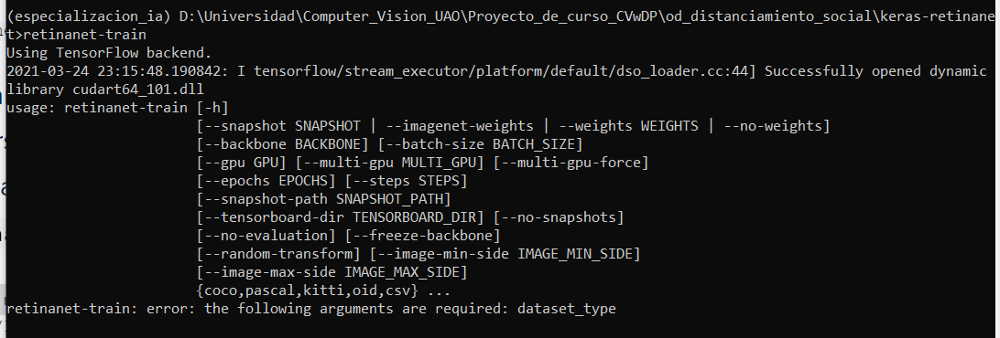 (especializacion_ia) D:\Universidad\Computer_Vision_UAO\Proyecto_de_curso_CVwDP\od_distanciamiento_social\keras-retinane
t>retinanet-train
Using TensorFlow backend.
2021-03-24 23:15:48.190842: I tensorflow/stream_executor/platform/default/dso_loader.cc:44] Successfully opened dynamic
library cudart64_101.dll
usage: retinanet-train [-h]
                       [--snapshot SNAPSHOT | --imagenet-weights | --weights WEIGHTS | --no-weights]
                       [--backbone BACKBONE] [--batch-size BATCH_SIZE]
                       [--gpu GPU] [--multi-gpu MULTI_GPU] [--multi-gpu-force]
                       [--epochs EPOCHS] [--steps STEPS]
                       [--snapshot-path SNAPSHOT_PATH]
                       [--tensorboard-dir TENSORBOARD_DIR] [--no-snapshots]
                       [--no-evaluation] [--freeze-backbone]
                       [--random-transform] [--image-min-side IMAGE_MIN_SIDE]
                       [--image-max-side IMAGE_MAX_SIDE]
                       {coco,pascal,kitti,oid,csv} ...
retinanet-train: error: the following arguments are required: dataset_type